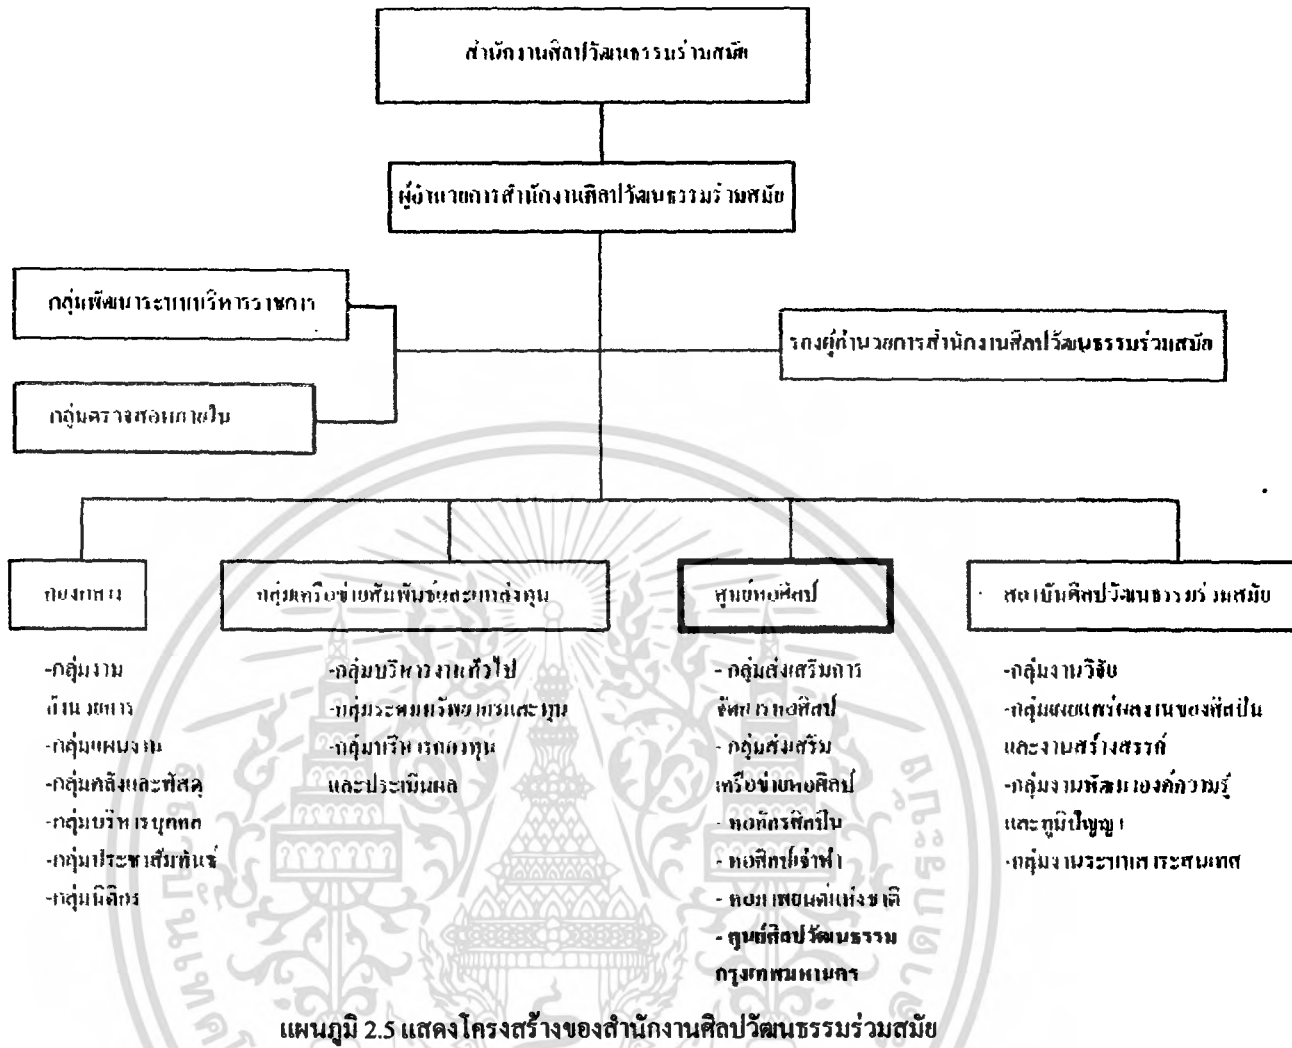 สำนักงานศิลปวัฒนธรรมร่วมสมัย
ผู้อำนวยการสำนักงานศิลปวัฒนธรรมร่วมสมัย
กลุ่มพัฒนาระบบบริหารราชการ
รองผู้อำนวยการสำนักงานศิลปวัฒนธรรมร่วมสมัย
กลุ่มตรวจสอบภายใน
กองกลาง
กลุ่มเครือข่ายสัมพันธ์และแหล่งทุน
ศูนย์หอศิลป์
สถาบันศิลปวัฒนธรรมร่วมสมัย
-กลุ่มงาน
อำนวยการ
-กลุ่มแผนงาน
-กลุ่มคลังและพัสดุ
-กลุ่มบริหารบุคคล
-กลุ่มประชาสัมพันธ์
-กลุ่มนิติกร
-กลุ่มบริหารงานทั่วไป
-กลุ่มระดมทรัพยากรและทุน
-กลุ่มบริหารกองทุน
และประเมินผล
- กลุ่มส่งเสริมการ
จัดการหอศิลป์
- กลุ่มส่งเสริม
เครือข่ายหอศิลป์
- หออัครศิลปิน
- หอศิลป์เจ้าฟ้า
- หอภาพยนตร์แห่งชาติ
- ศูนย์ศิลปวัฒนธรรม
กรุงเทพมหานคร
-กลุ่มงานวิจัย
-กลุ่มเผยแพร่ผลงานของศิลปิน
และงานสร้างสรรค์
-กลุ่มงานพัฒนาองค์ความรู้
และภูมิปัญญา
-กลุ่มงานระบบสารสนเทศ
แผนภูมิ 2.5 แสดงโครงสร้างของสำนักงานศิลปวัฒนธรรมร่วมสมัย